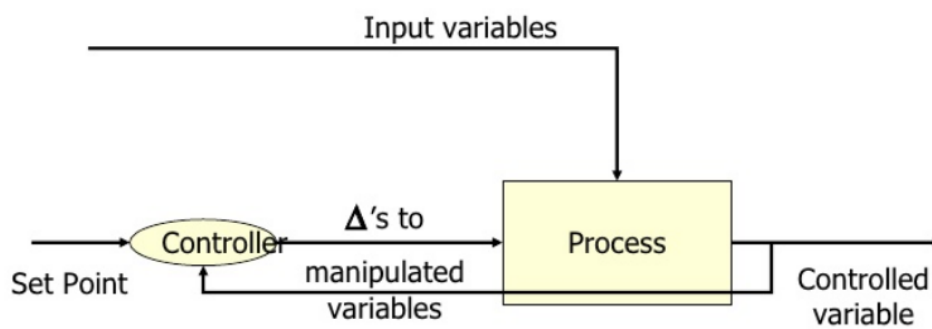 Input variables
Δ's to
Controller
Process
Set Point
manipulated
variables
Controlled
variable